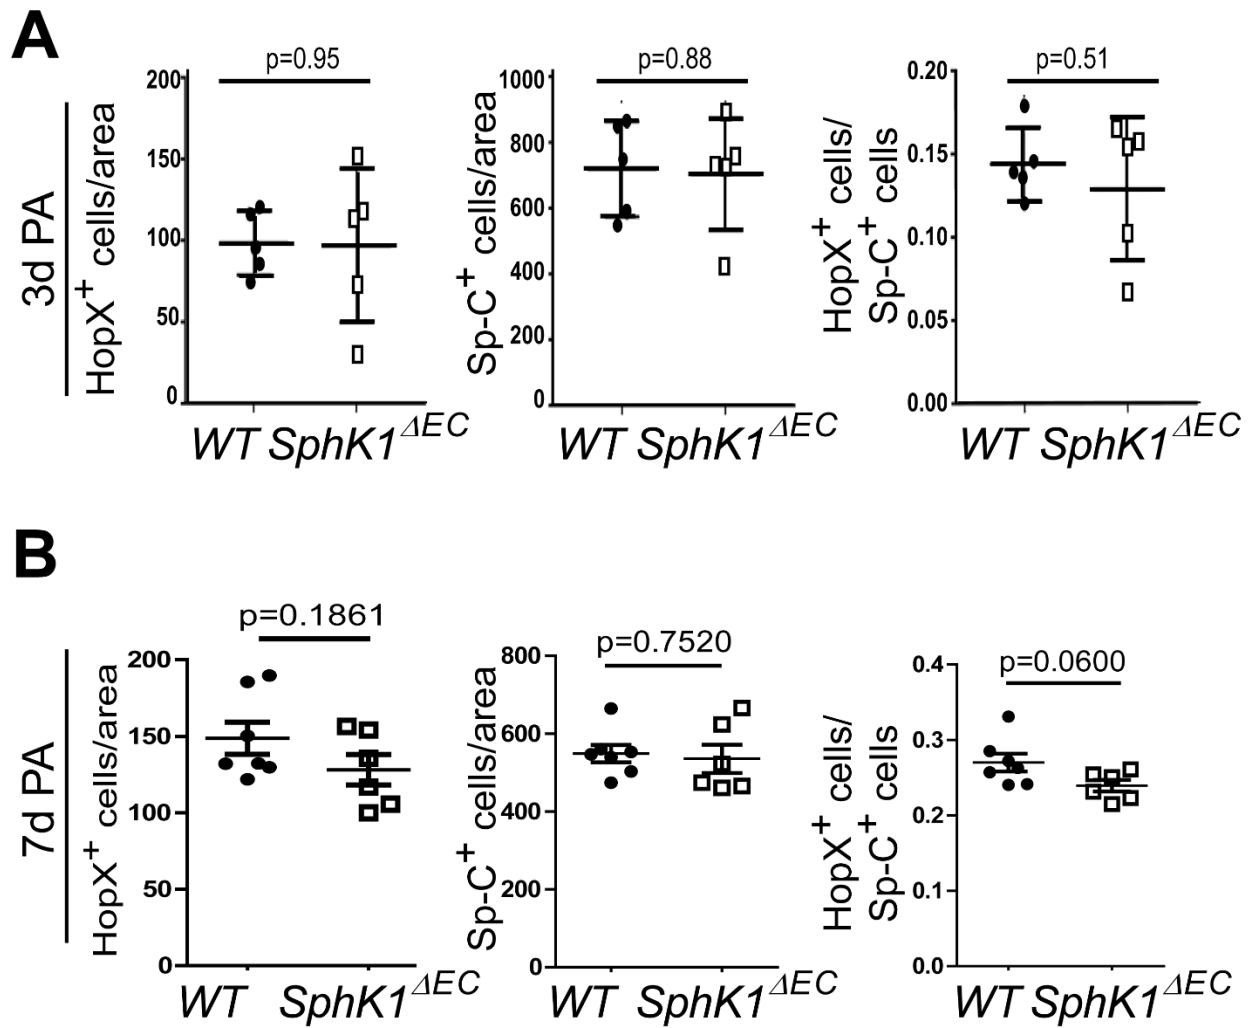 A
3d PA
HopX+ cells/area
p=0.95
200
150
100
50
0
WT SphK1ΔEC
Sp-C+ cells/area
p=0.88
1000
800
600
400
200
0
WT SphK1ΔEC
HopX+ cells/
Sp-C+ cells
p=0.51
0.20
0.15
0.10
0.05
0.00
WT SphK1ΔEC
B
7d PA
HopX+ cells/area
p=0.1861
200
150
100
50
0
WT SphK1ΔEC
Sp-C+ cells/area
p=0.7520
800
600
400
200
0
WT SphK1ΔEC
HopX+ cells/
Sp-C+ cells
p=0.0600
0.4
0.3
0.2
0.1
0.0
WT SphK1ΔEC